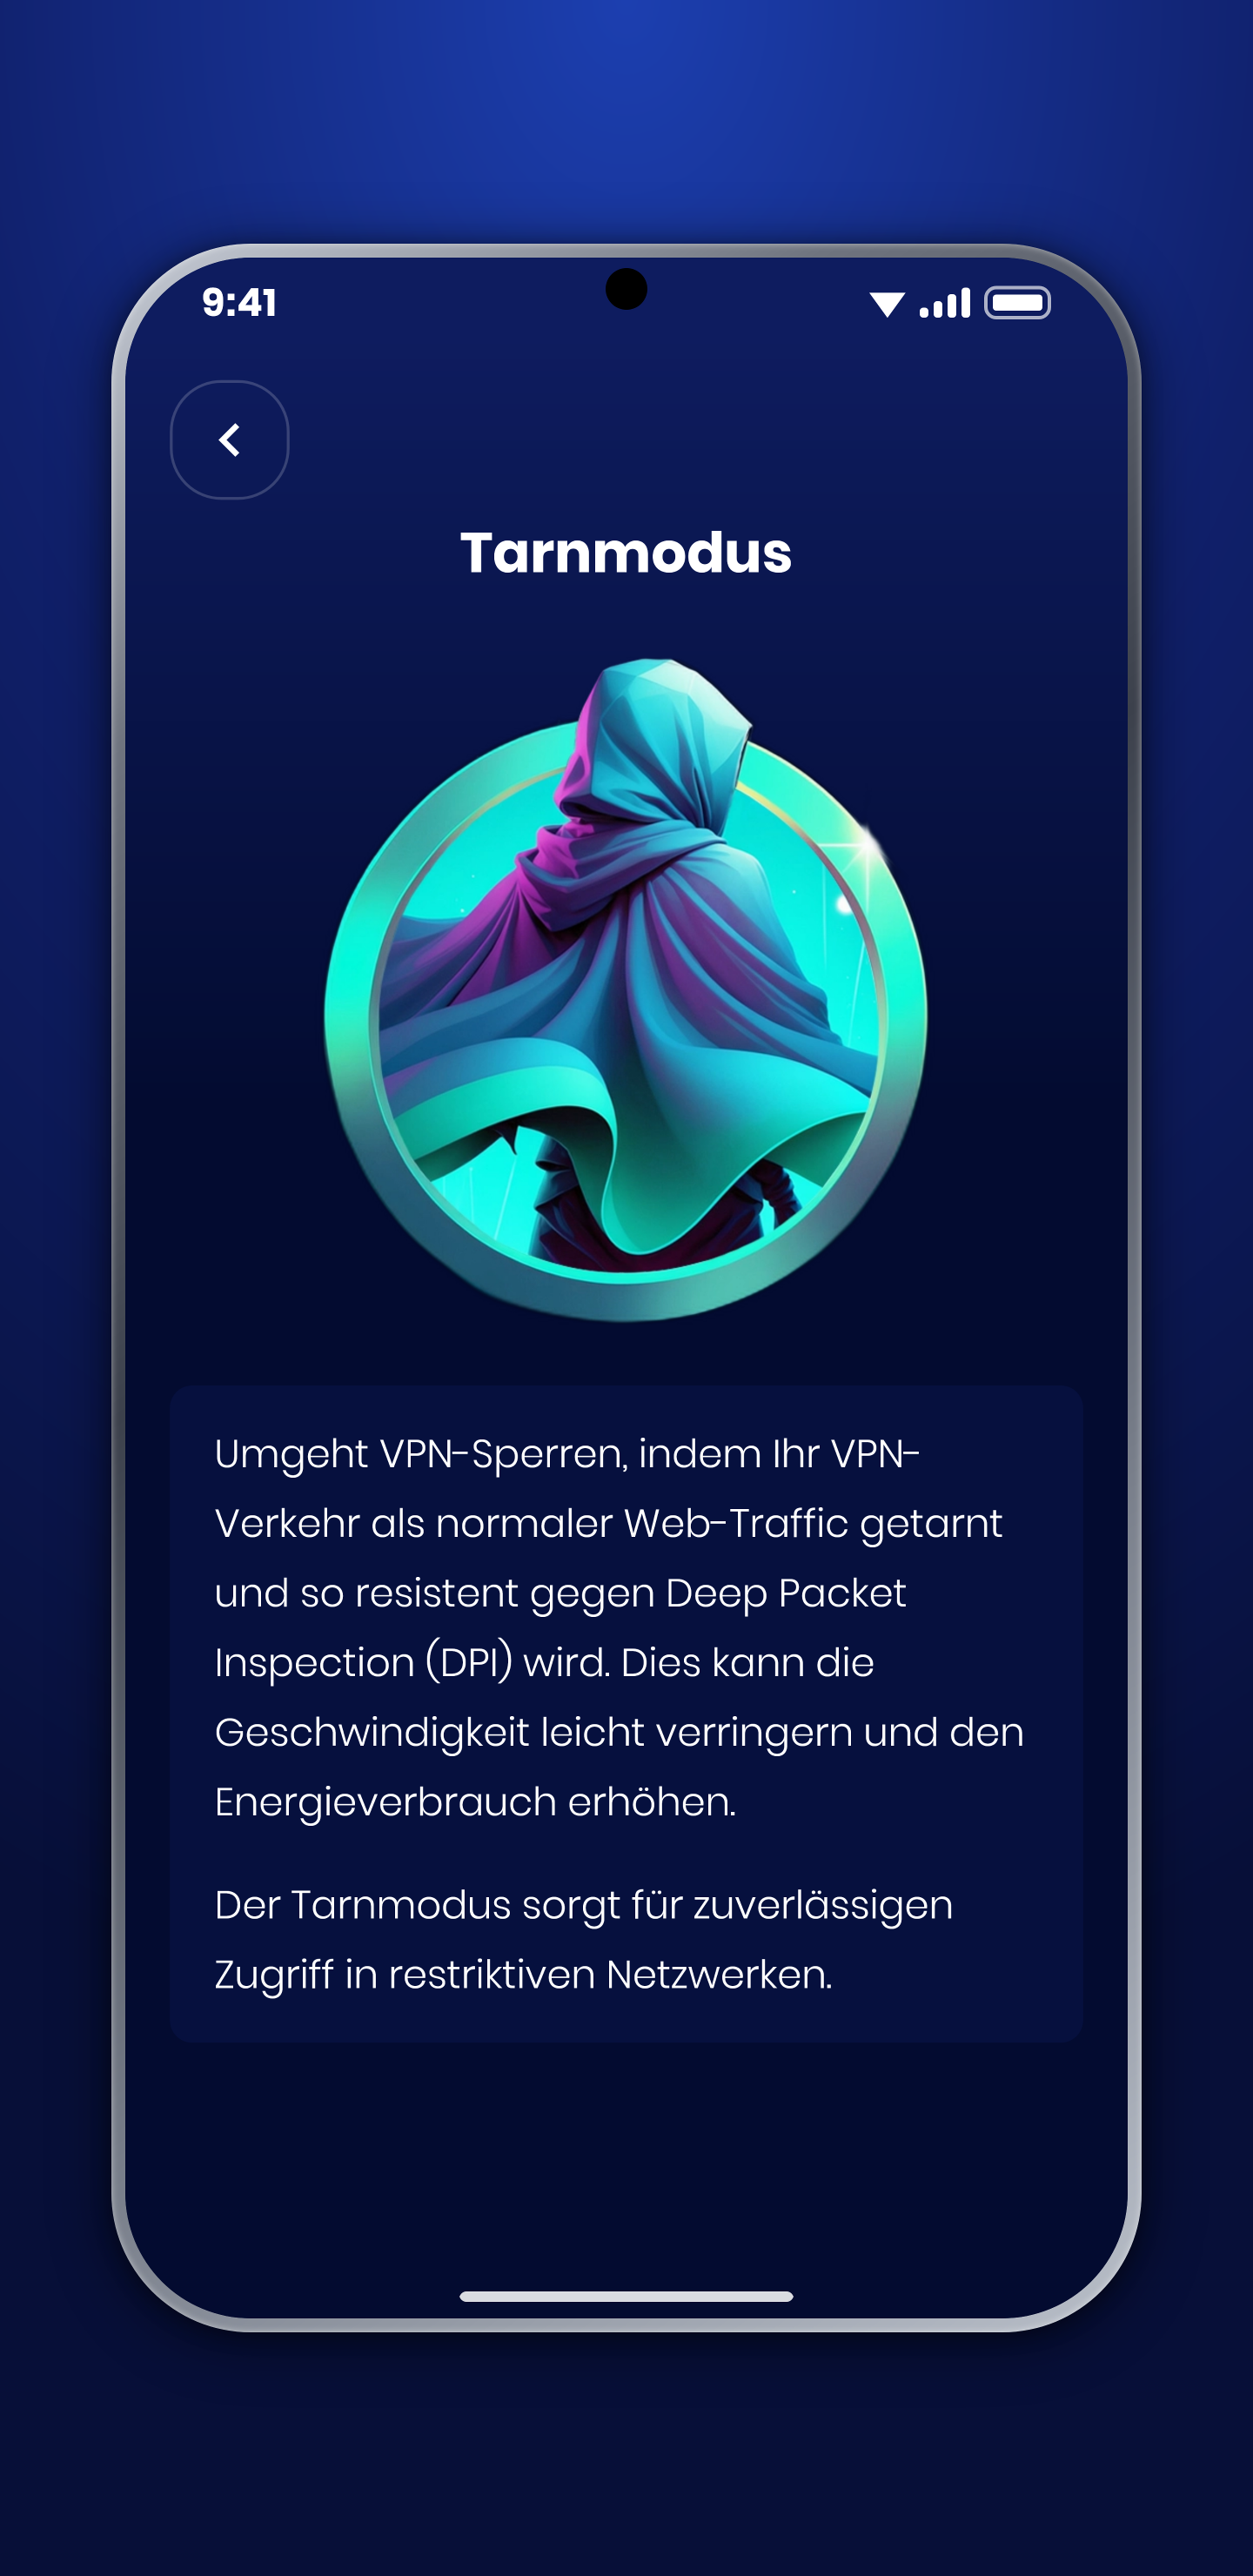 9:41
Tarnmodus
Umgeht VPN-Sperren, indem Ihr VPN-
Verkehr als normaler Web-Traffic getarnt
und so resistent gegen Deep Packet
Inspection (DPI) wird. Dies kann die
Geschwindigkeit leicht verringern und den
Energieverbrauch erhöhen.
Der Tarnmodus sorgt für zuverlässigen
Zugriff in restriktiven Netzwerken.